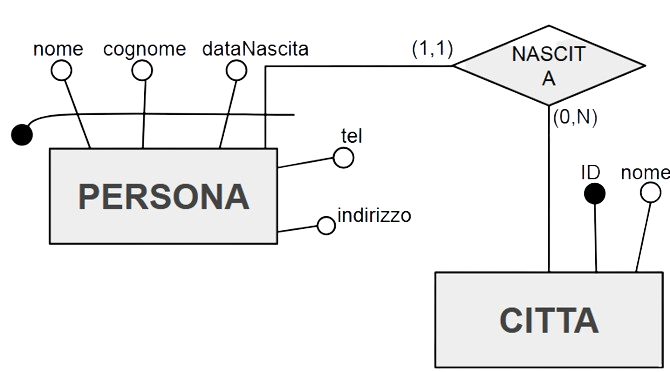 nome cognome dataNascita
(1,1)
NASCIT
A
(0,N)
tel
PERSONA
indirizzo
ID nome
CITTA